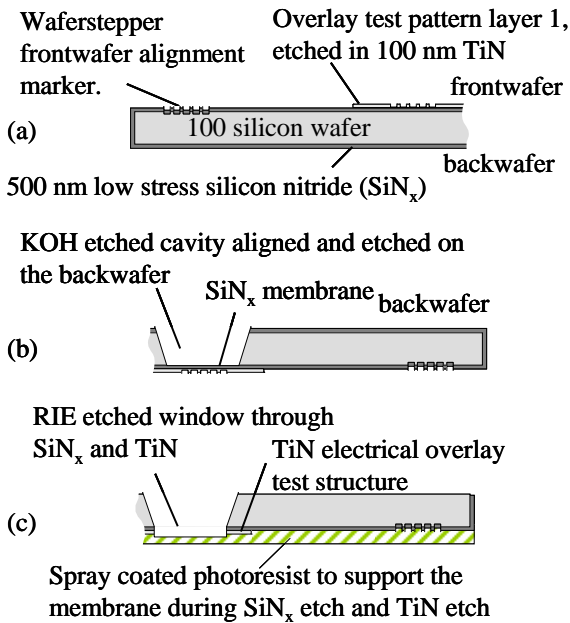 Waferstepper
frontwafer alignment
marker.
Overlay test pattern layer 1,
etched in 100 nm TiN
frontwafer
(a)
100 silicon wafer
backwafer
500 nm low stress silicon nitride (SiNx)
KOH etched cavity aligned and etched on
the backwafer
SiNx membrane
backwafer
(b)
RIE etched window through
SiNx and TiN
TiN electrical overlay
test structure
(c)
Spray coated photoresist to support the
membrane during SiNx etch and TiN etch